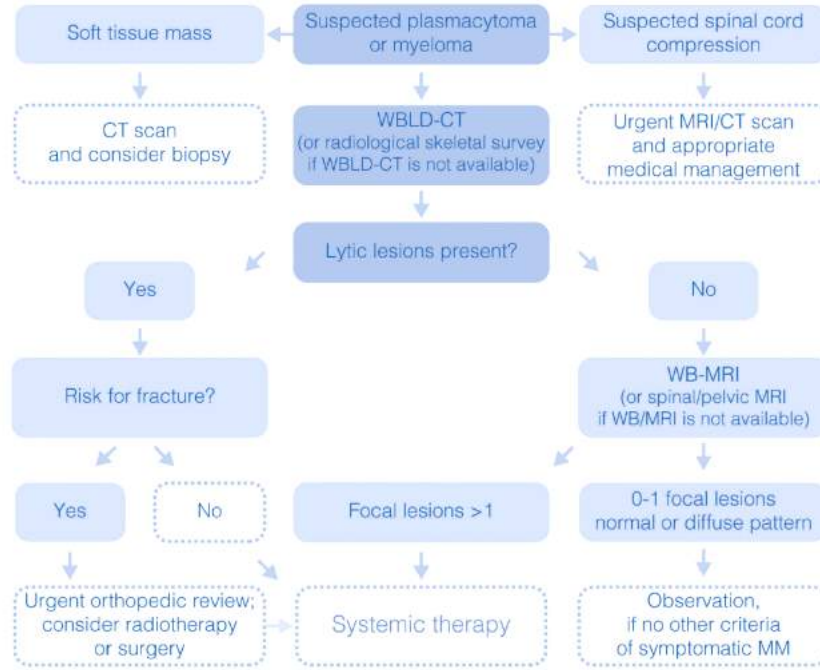 Soft tissue mass
Suspected plasmacytoma
or myeloma
Suspected spinal cord
compression
CT scan
and consider biopsy
WBLD-CT
(or radiological skeletal survey
if WBLD-CT is not available)
Urgent MRI/CT scan
and appropriate
medical management
Lytic lesions present?
Yes
No
Risk for fracture?
WB-MRI
(or spinal/pelvic MRI
if WB/MRI is not available)
Yes
No
Focal lesions >1
0-1 focal lesions
normal or diffuse pattern
Urgent orthopedic review;
consider radiotherapy
or surgery
Systemic therapy
Observation,
if no other criteria
of symptomatic MM